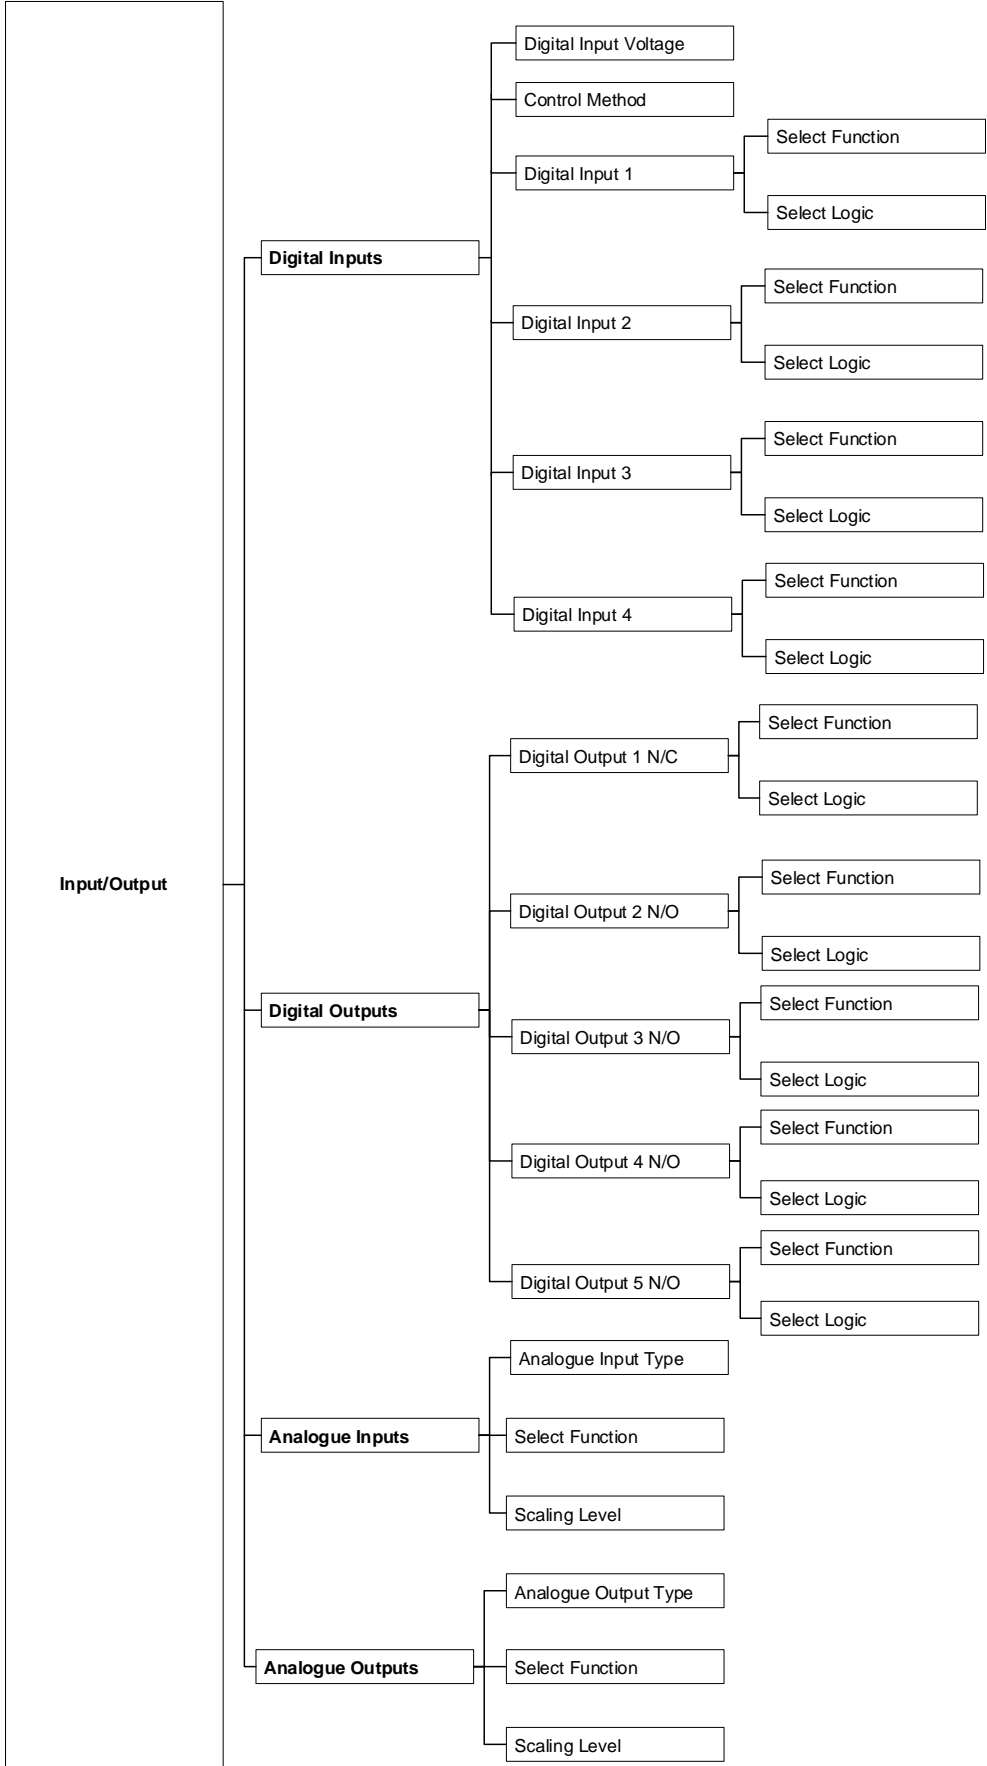 Input/Output
Digital Inputs
Digital Input Voltage
Control Method
Digital Input 1
Select Function
Select Logic
Digital Input 2
Select Function
Select Logic
Digital Input 3
Select Function
Select Logic
Digital Input 4
Select Function
Select Logic
Digital Outputs
Digital Output 1 N/C
Select Function
Select Logic
Digital Output 2 N/O
Select Function
Select Logic
Digital Output 3 N/O
Select Function
Select Logic
Digital Output 4 N/O
Select Function
Select Logic
Digital Output 5 N/O
Select Function
Select Logic
Analogue Inputs
Analogue Input Type
Select Function
Scaling Level
Analogue Outputs
Analogue Output Type
Select Function
Scaling Level